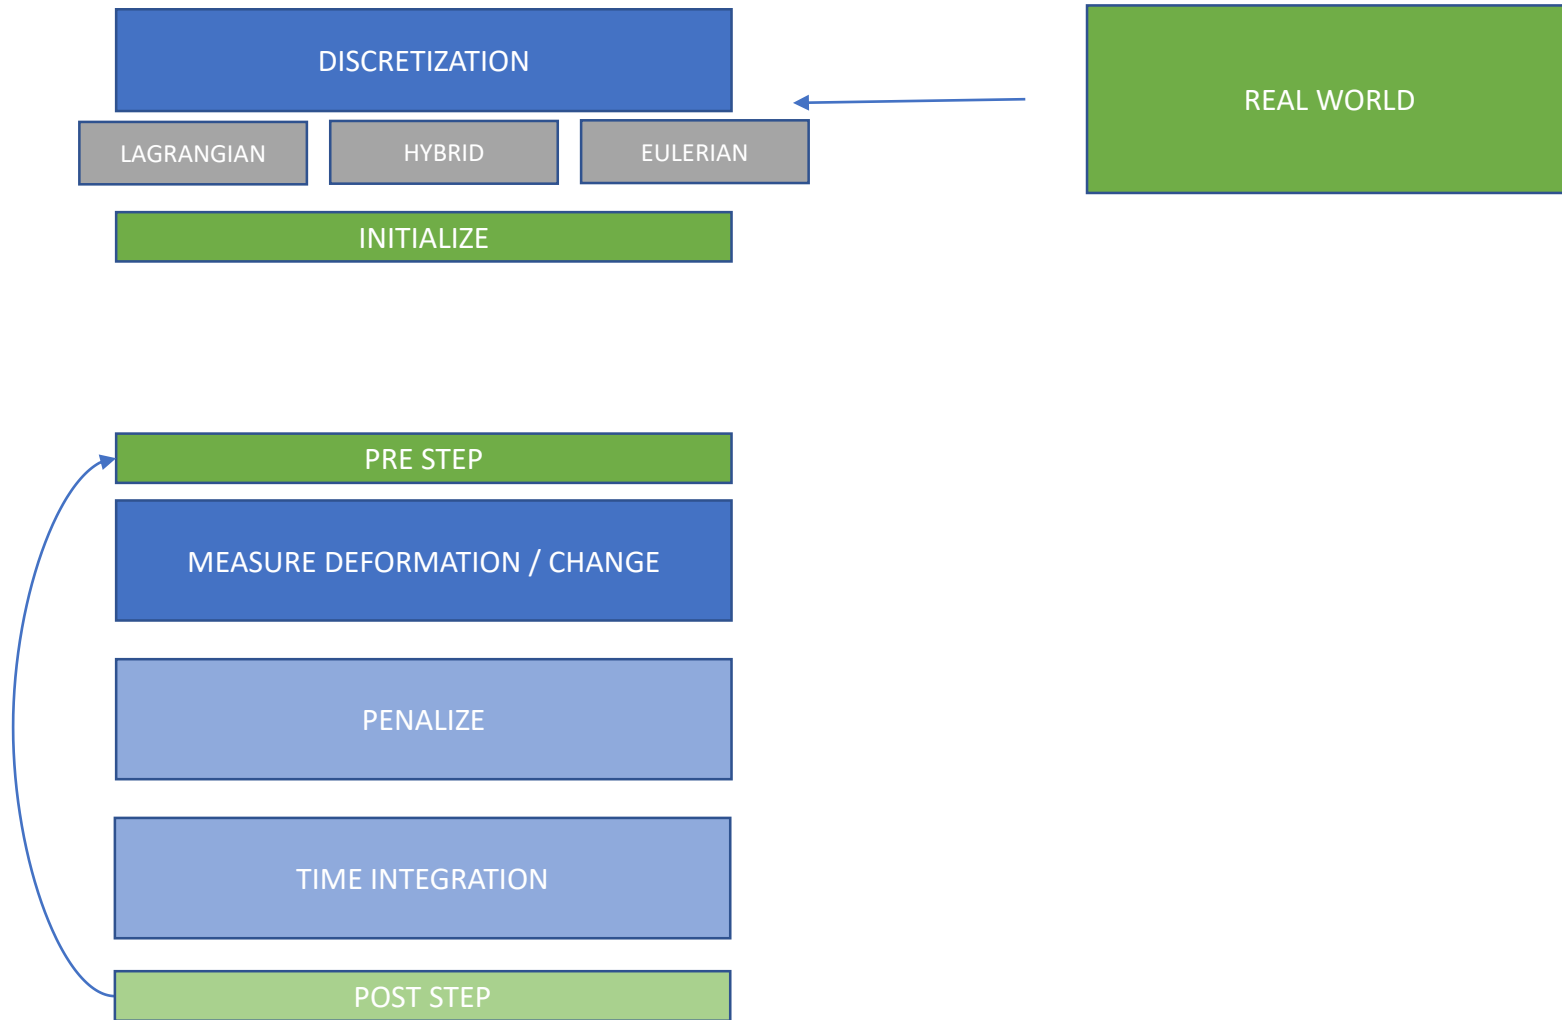 DISCRETIZATION
REAL WORLD
LAGRANGIAN
HYBRID
EULERIAN
INITIALIZE
PRE STEP
MEASURE DEFORMATION / CHANGE
PENALIZE
TIME INTEGRATION
POST STEP